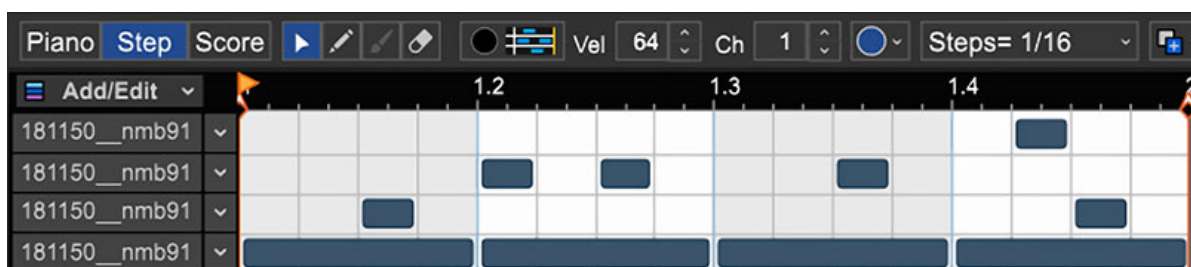 Piano Step Score Vel 64 Ch 1 Steps= 1/16
Add/Edit 1.2 1.3 1.4
181150__nmb91
181150__nmb91
181150__nmb91
181150__nmb91